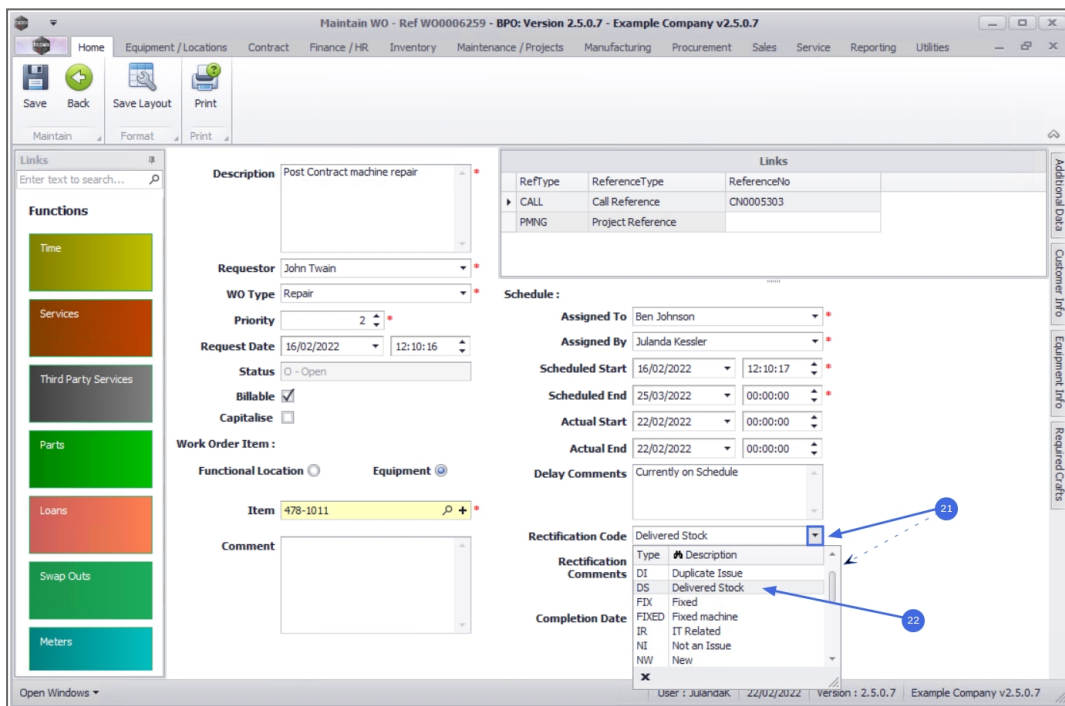 Maintain WO - Ref WO0006259 - BPO: Version 2.5.0.7 - Example Company v2.5.0.7
Home Equipment / Locations Contract Finance / HR Inventory Maintenance / Projects Manufacturing Procurement Sales Service Reporting Utilities
Save Back Save Layout Print
Maintain Format Print
Links
Enter text to search...
Functions
Time
Services
Third Party Services
Parts
Loans
Swap Outs
Meters
Description Post Contract machine repair *
Requestor John Twain *
WO Type Repair *
Priority 2 *
Request Date 16/02/2022 12:10:16
Status O - Open
Billable
Capitalise
Work Order Item :
Functional Location Equipment
Item 478-1011 *
Comment
Links
RefType ReferenceType ReferenceNo
CALL Call Reference CN0005303
PMNG Project Reference
Schedule :
Assigned To Ben Johnson *
Assigned By Julanda Kessler *
Scheduled Start 16/02/2022 12:10:17 *
Scheduled End 25/03/2022 00:00:00 *
Actual Start 22/02/2022 00:00:00
Actual End 22/02/2022 00:00:00
Delay Comments Currently on Schedule
21
Rectification Code Delivered Stock
Rectification
Comments
Completion Date
Type Description
DI Duplicate Issue
DS Delivered Stock
FIX Fixed
FIXED Fixed machine
IR IT Related
NI Not an Issue
NW New
22
Additional Data
Customer Info
Equipment Info
Required Crafts
Open Windows
User : JulandaK 22/02/2022 Version : 2.5.0.7 Example Company v2.5.0.7